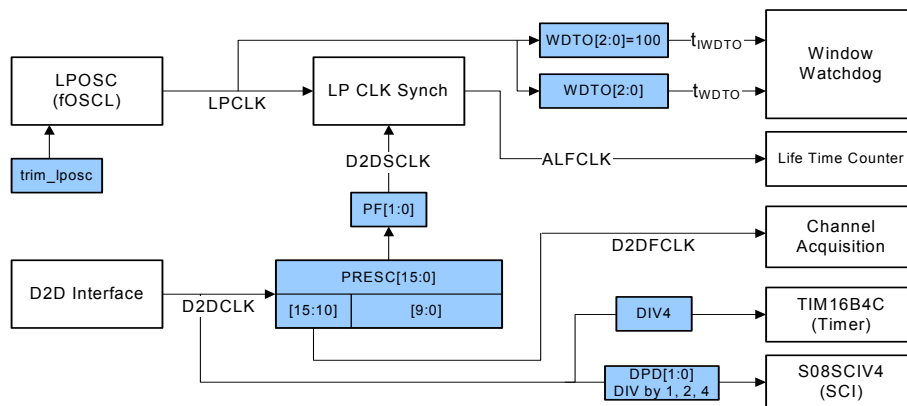 LPOSC
(fOSCL)
LPCLK
LP CLK Synch
WDTO[2:0]=100
tIWDTO
Window
Watchdog
WDTO[2:0]
tWDTO
trim_lposc
D2DSCLK
ALFCLK
Life Time Counter
PF[1:0]
D2D Interface
D2DCLK
PRESC[15:0]
[15:10]
[9:0]
D2DFCLK
Channel
Acquisition
DIV4
TIM16B4C
(Timer)
DPD[1:0]
DIV by 1, 2, 4
S08SCIV4
(SCI)